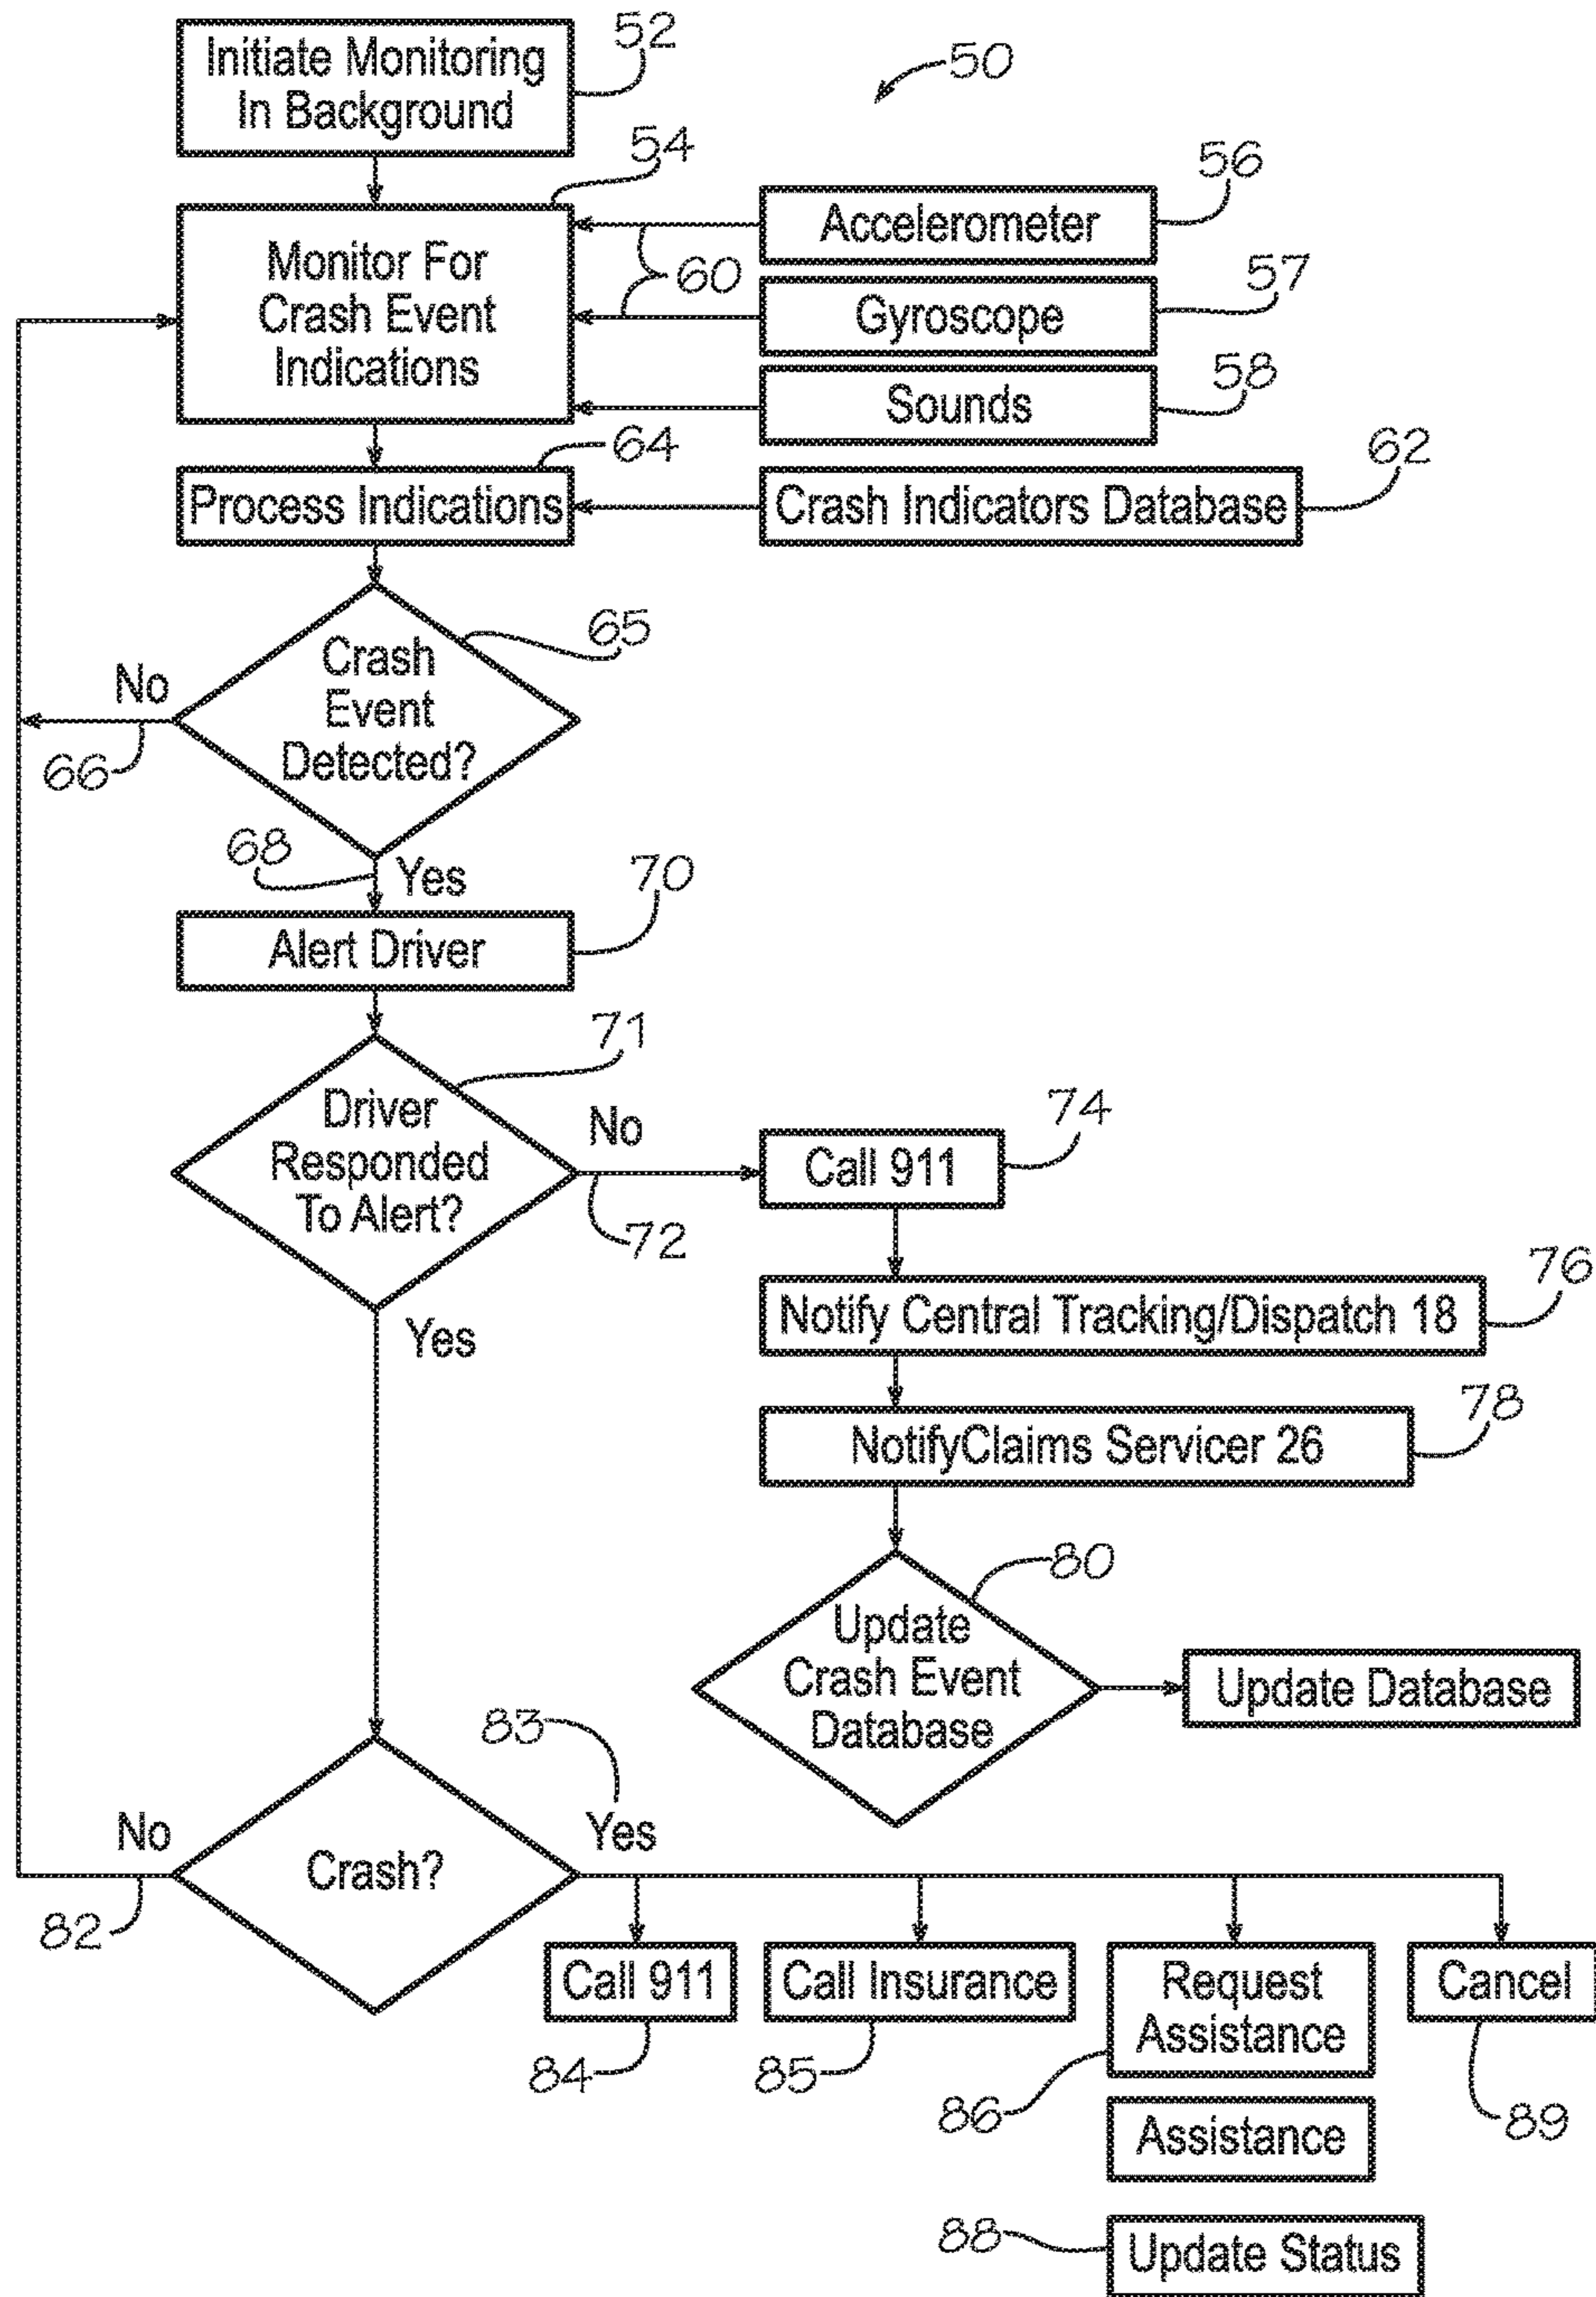 Initiate Monitoring
In Background
52
50
54
Monitor For
Crash Event
Indications
56
Accelerometer
60
57
Gyroscope
58
Sounds
64
Process Indications
62
Crash Indicators Database
65
Crash
Event
Detected?
No
66
68
Yes
70
Alert Driver
71
Driver
Responded
To Alert?
No
72
74
Call 911
Yes
76
Notify Central Tracking/Dispatch 18
78
NotifyClaims Servicer 26
80
Update
Crash Event
Database
Update Database
83
No
Crash?
Yes
82
Call 911
84
Call Insurance
85
Request
Assistance
86
Cancel
89
Assistance
88
Update Status